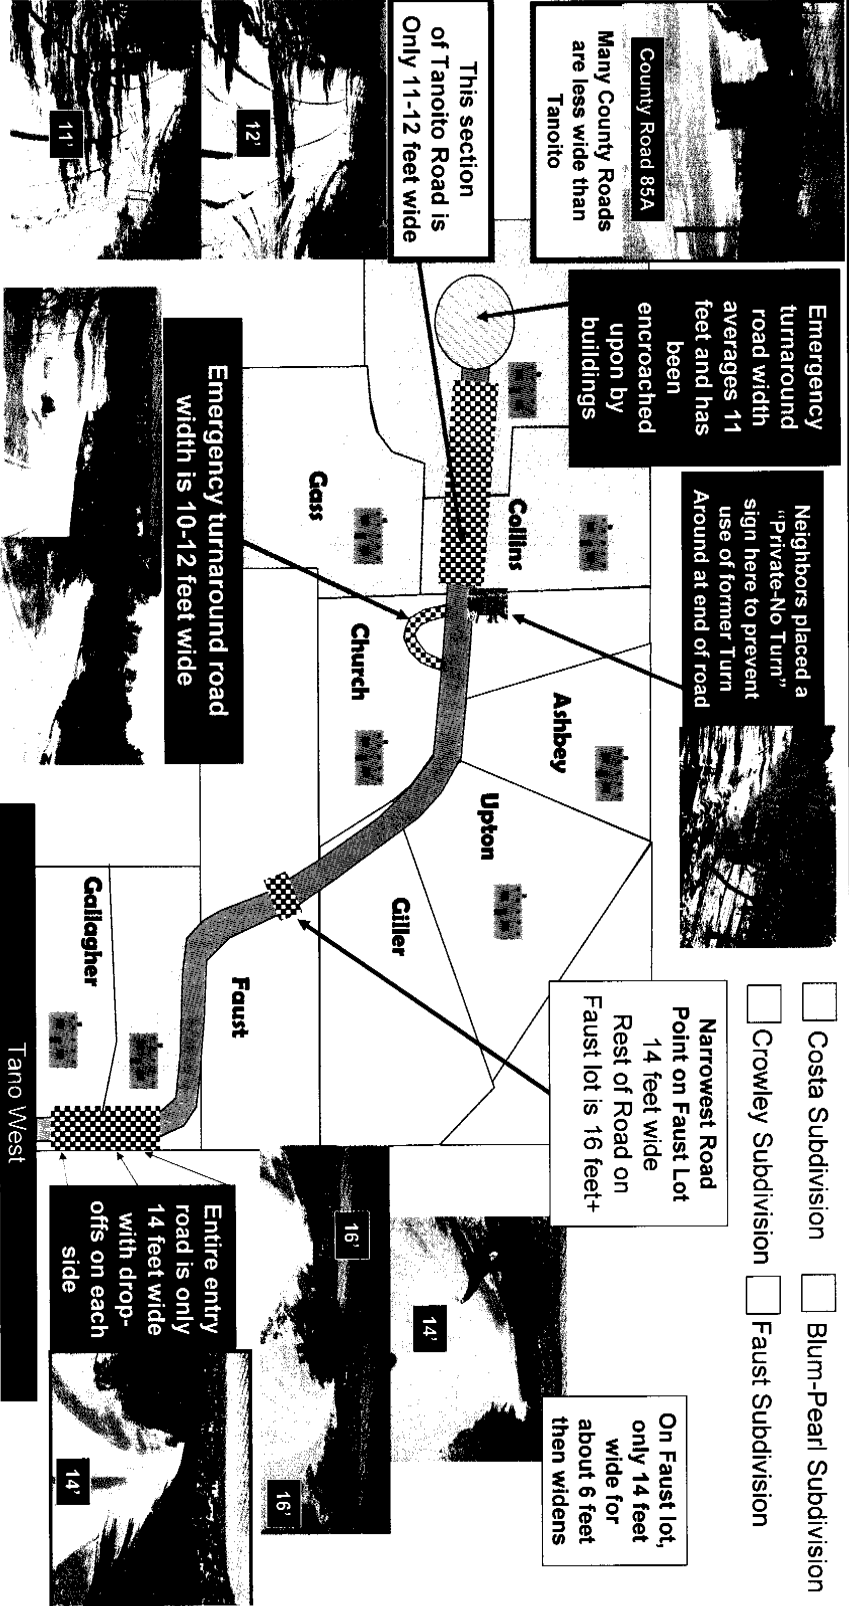 County Road 85A
Many County Roads
are less wide than
Tanoito
This section
of Tanoito Road is
Only 11-12 feet wide
12'
11'
Emergency
turnaround
road width
averages 11
feet and has
been
encroached
upon by
buildings
Neighbors placed a
“Private-No Turn”
sign here to prevent
use of former Turn
Around at end of road
Emergency turnaround road
width is 10-12 feet wide
Collins
Gass
Church
Ashbey
Upton
Giller
Faust
Gallagher
Tano West
Costa Subdivision
Crowley Subdivision
Blum-Pearl Subdivision
Faust Subdivision
Narrowest Road
Point on Faust Lot
14 feet wide
Rest of Road on
Faust lot is 16 feet+
On Faust lot,
only 14 feet
wide for
about 6 feet
then widens
14'
16'
16'
Entire entry
road is only
14 feet wide
with drop-
offs on each
side
14'